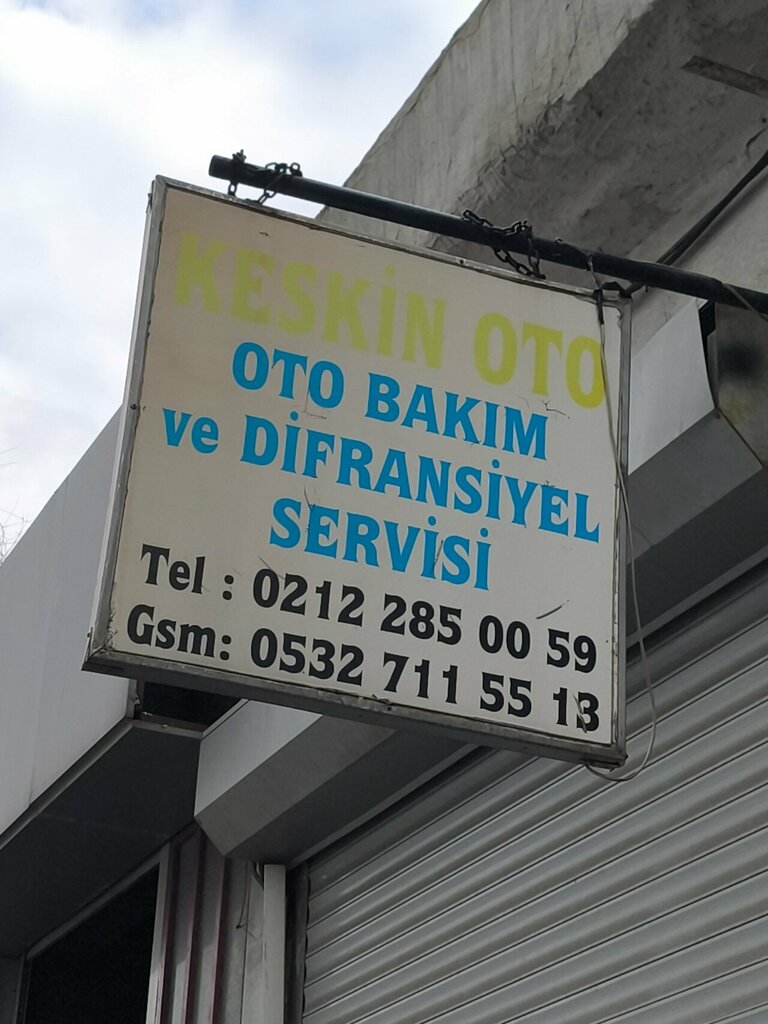 KESKİN OTO
OTO BAKIM
ve DİFRANSİYEL
SERVİSİ
Tel : 0212 285 00 59
Gsm: 0532 711 55 13